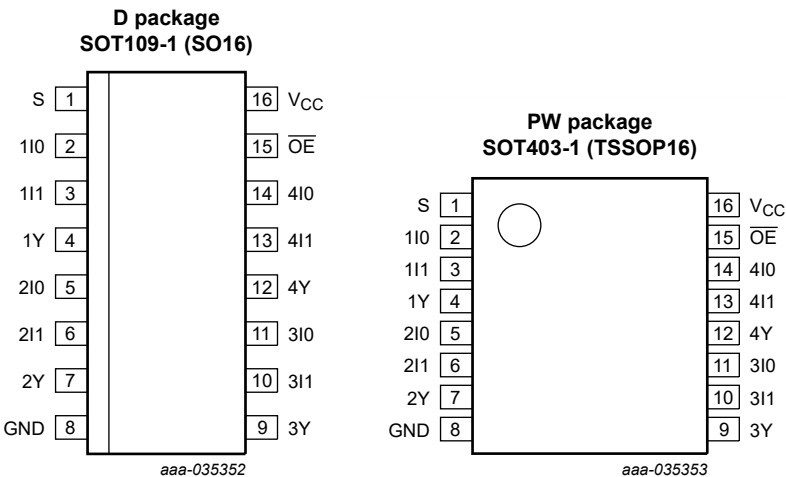 D package
SOT109-1 (SO16)
S 1 16 VCC
1I0 2 15 OE
1I1 3 14 4I0
1Y 4 13 4I1
2I0 5 12 4Y
2I1 6 11 3I0
2Y 7 10 3I1
GND 8 9 3Y
aaa-035352
PW package
SOT403-1 (TSSOP16)
S 1 16 VCC
1I0 2 15 OE
1I1 3 14 4I0
1Y 4 13 4I1
2I0 5 12 4Y
2I1 6 11 3I0
2Y 7 10 3I1
GND 8 9 3Y
aaa-035353